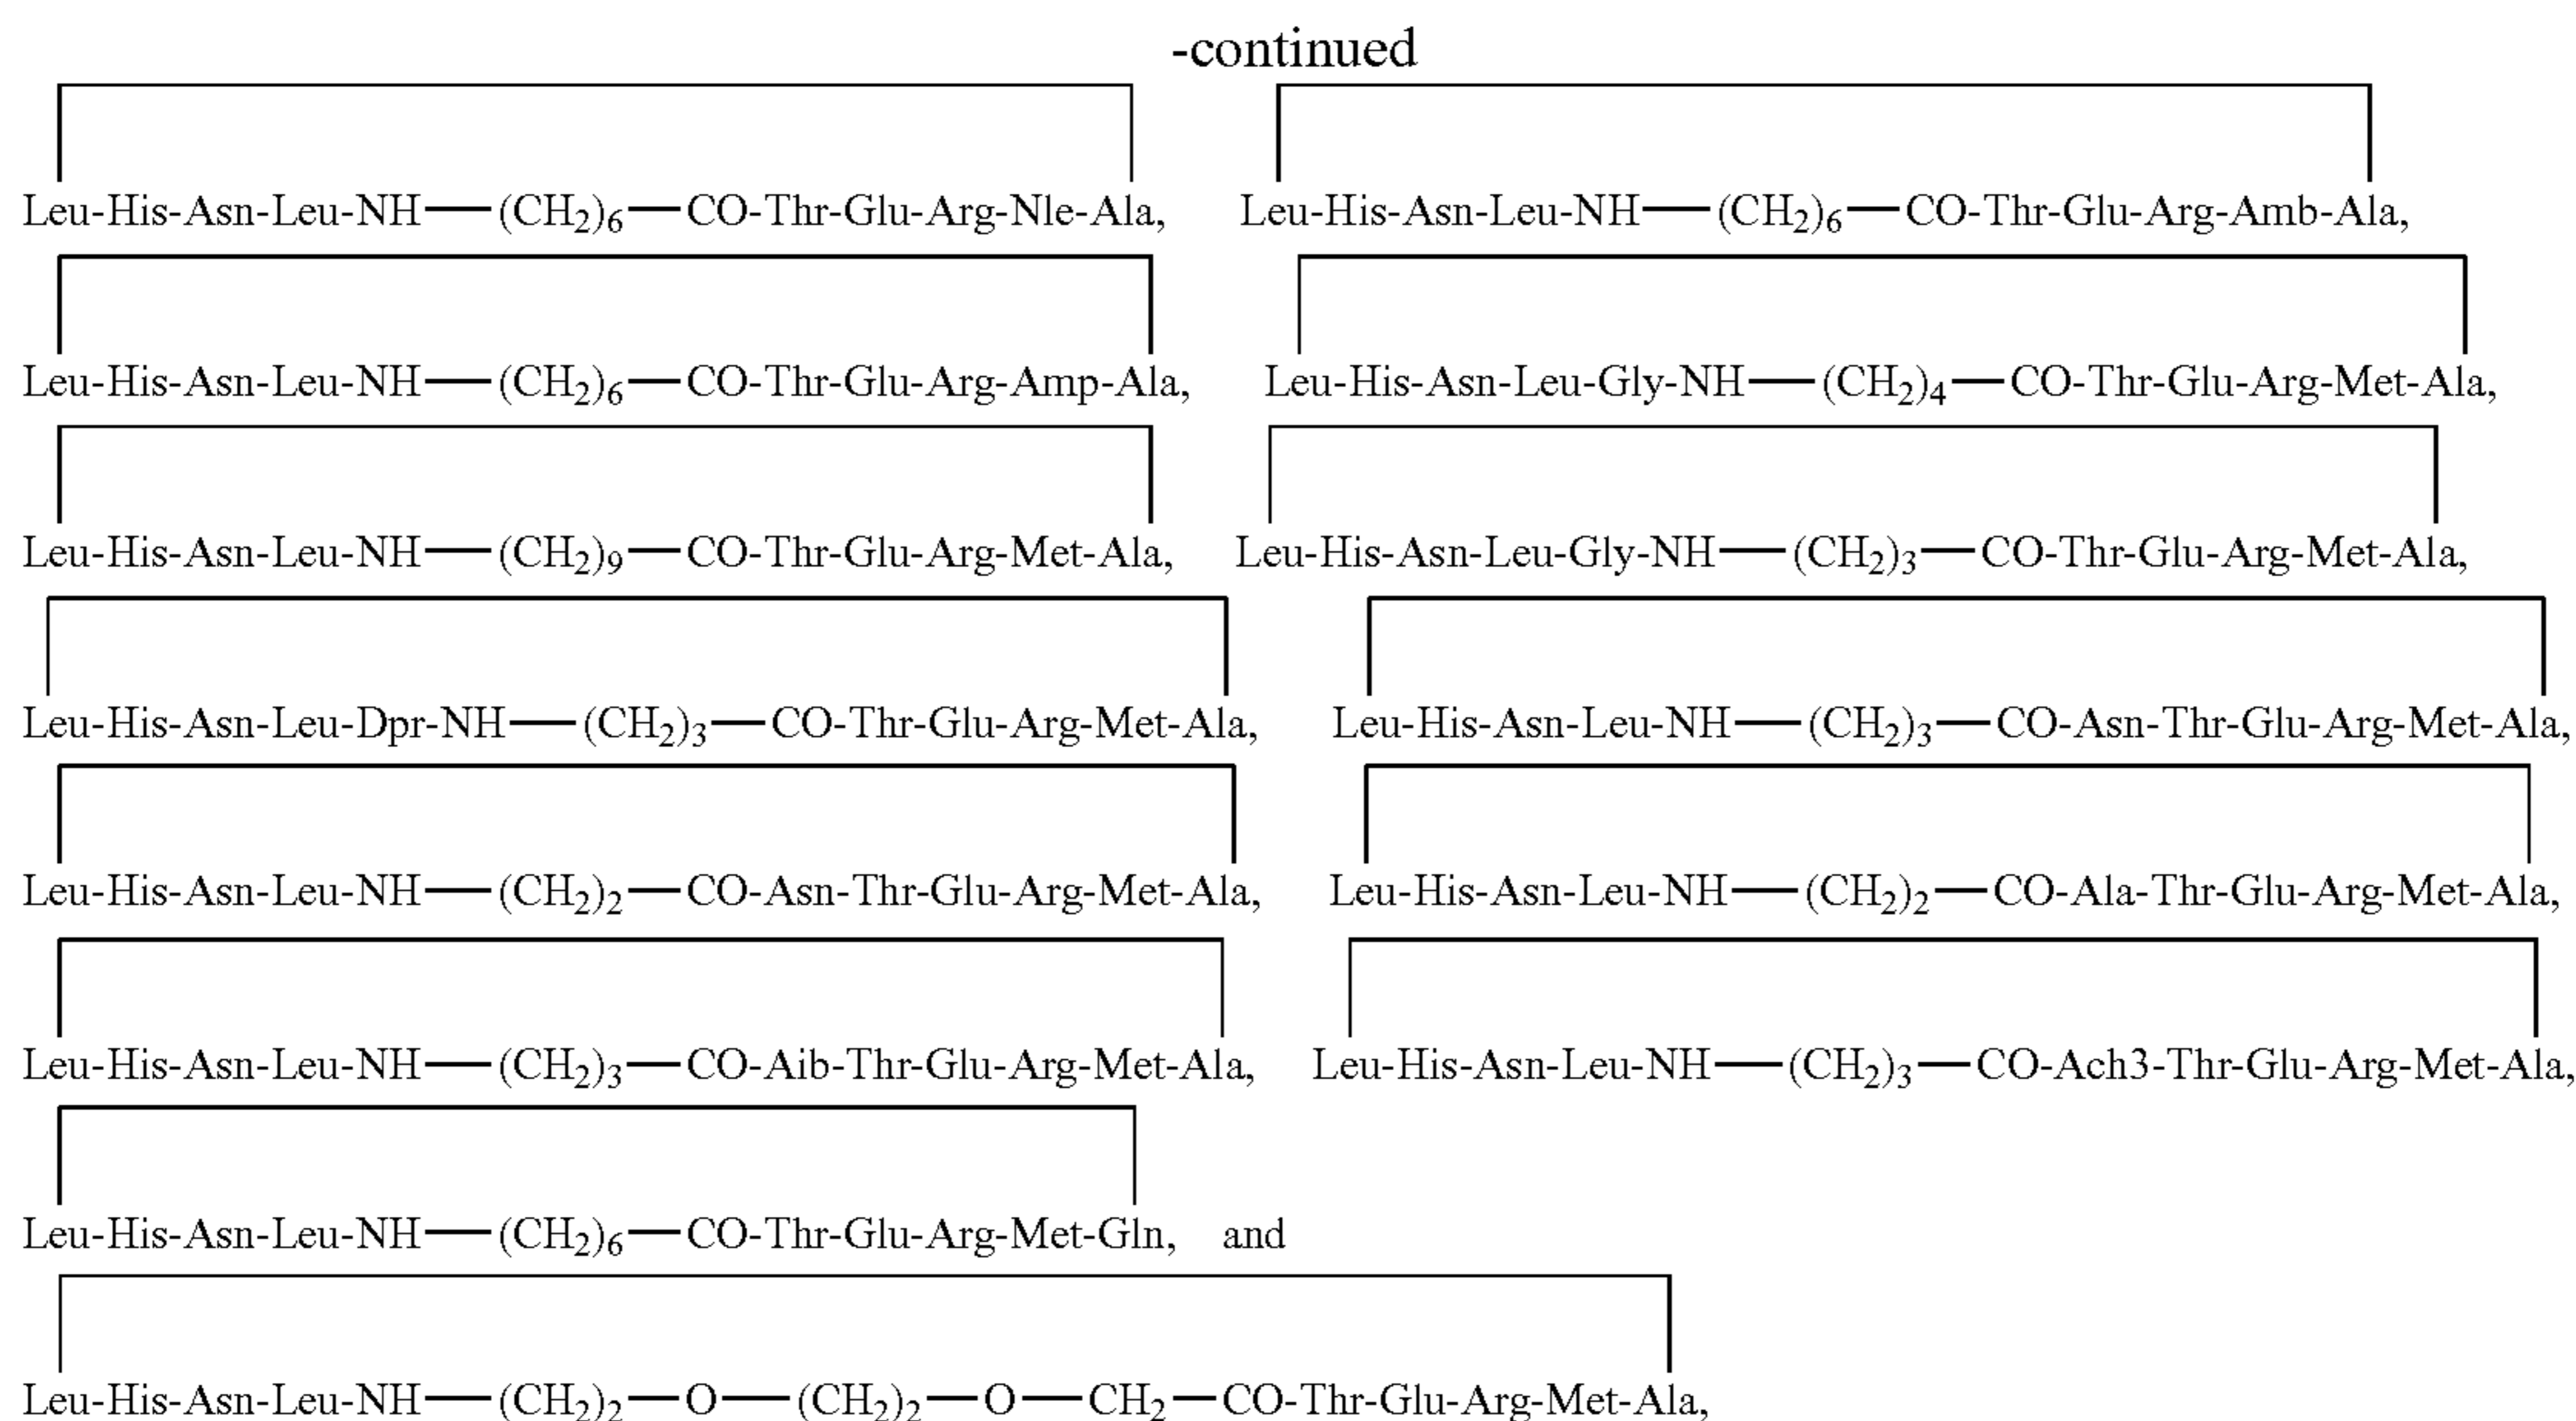 -continued
Leu-His-Asn-Leu-NH—(CH₂)₆—CO-Thr-Glu-Arg-Nle-Ala, Leu-His-Asn-Leu-NH—(CH₂)₆—CO-Thr-Glu-Arg-Amb-Ala,
Leu-His-Asn-Leu-NH—(CH₂)₆—CO-Thr-Glu-Arg-Amp-Ala, Leu-His-Asn-Leu-Gly-NH—(CH₂)₄—CO-Thr-Glu-Arg-Met-Ala,
Leu-His-Asn-Leu-NH—(CH₂)₉—CO-Thr-Glu-Arg-Met-Ala, Leu-His-Asn-Leu-Gly-NH—(CH₂)₃—CO-Thr-Glu-Arg-Met-Ala,
Leu-His-Asn-Leu-Dpr-NH—(CH₂)₃—CO-Thr-Glu-Arg-Met-Ala, Leu-His-Asn-Leu-NH—(CH₂)₃—CO-Asn-Thr-Glu-Arg-Met-Ala,
Leu-His-Asn-Leu-NH—(CH₂)₂—CO-Asn-Thr-Glu-Arg-Met-Ala, Leu-His-Asn-Leu-NH—(CH₂)₂—CO-Ala-Thr-Glu-Arg-Met-Ala,
Leu-His-Asn-Leu-NH—(CH₂)₃—CO-Aib-Thr-Glu-Arg-Met-Ala, Leu-His-Asn-Leu-NH—(CH₂)₃—CO-Ach3-Thr-Glu-Arg-Met-Ala,
Leu-His-Asn-Leu-NH—(CH₂)₆—CO-Thr-Glu-Arg-Met-Gln, and
Leu-His-Asn-Leu-NH—(CH₂)₂—O—(CH₂)₂—O—CH₂—CO-Thr-Glu-Arg-Met-Ala,